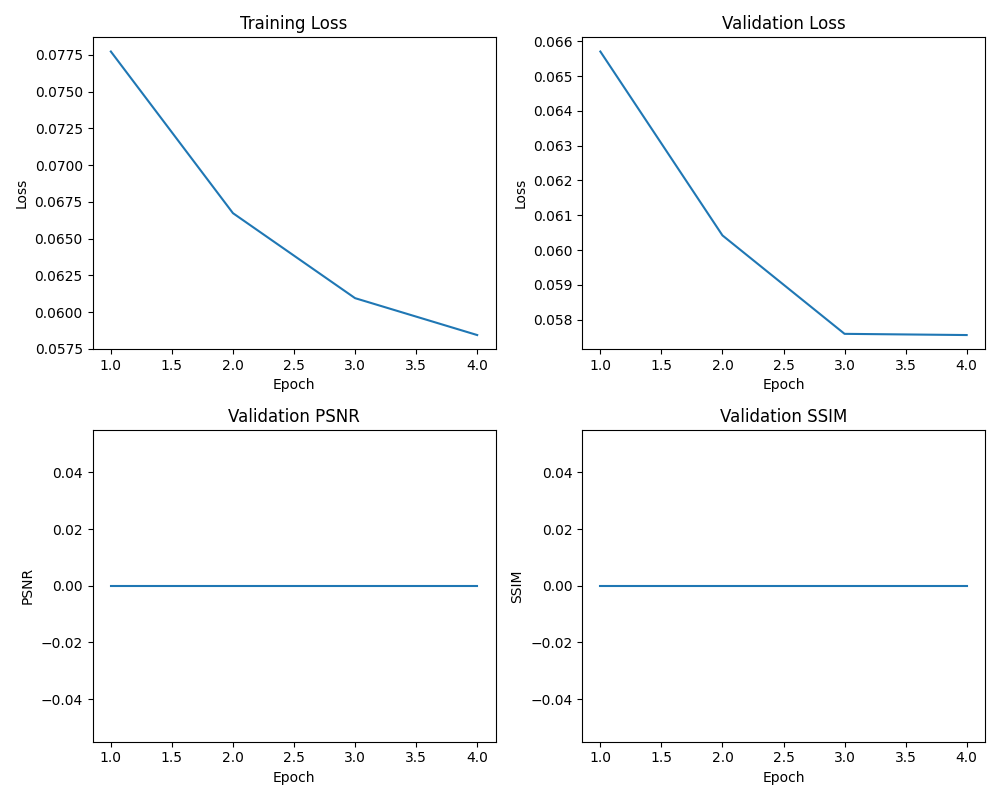 Training Loss
Loss
0.0775
0.0750
0.0725
0.0700
0.0675
0.0650
0.0625
0.0600
0.0575
1.0 1.5 2.0 2.5 3.0 3.5 4.0
Epoch
Validation Loss
Loss
0.066
0.065
0.064
0.063
0.062
0.061
0.060
0.059
0.058
1.0 1.5 2.0 2.5 3.0 3.5 4.0
Epoch
Validation PSNR
PSNR
0.04
0.02
0.00
−0.02
−0.04
1.0 1.5 2.0 2.5 3.0 3.5 4.0
Epoch
Validation SSIM
SSIM
0.04
0.02
0.00
−0.02
−0.04
1.0 1.5 2.0 2.5 3.0 3.5 4.0
Epoch